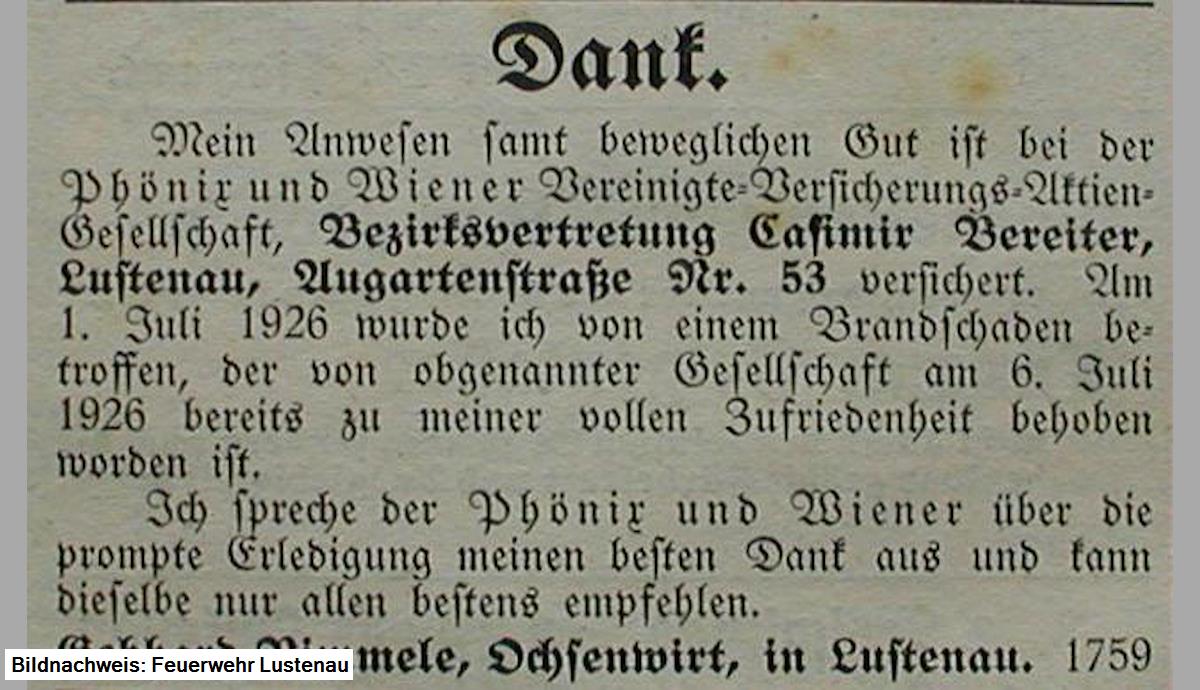 Dank.
Mein Anwesen samt beweglichen Gut ist bei der
Phönix und Wiener Vereinigte-Versicherungs-Aktien-
Gesellschaft, Bezirksvertretung Casimir Bereiter,
Lustenau, Augartenstraße Nr. 53 versichert. Am
1. Juli 1926 wurde ich von einem Brandschaden be-
troffen, der von obgenannter Gesellschaft am 6. Juli
1926 bereits zu meiner vollen Zufriedenheit behoben
worden ist.
Ich spreche der Phönix und Wiener über die
prompte Erledigung meinen besten Dank aus und kann
dieselbe nur allen bestens empfehlen.
Ochsenwirt, in Lustenau. 1759
Bildnachweis: Feuerwehr Lustenau